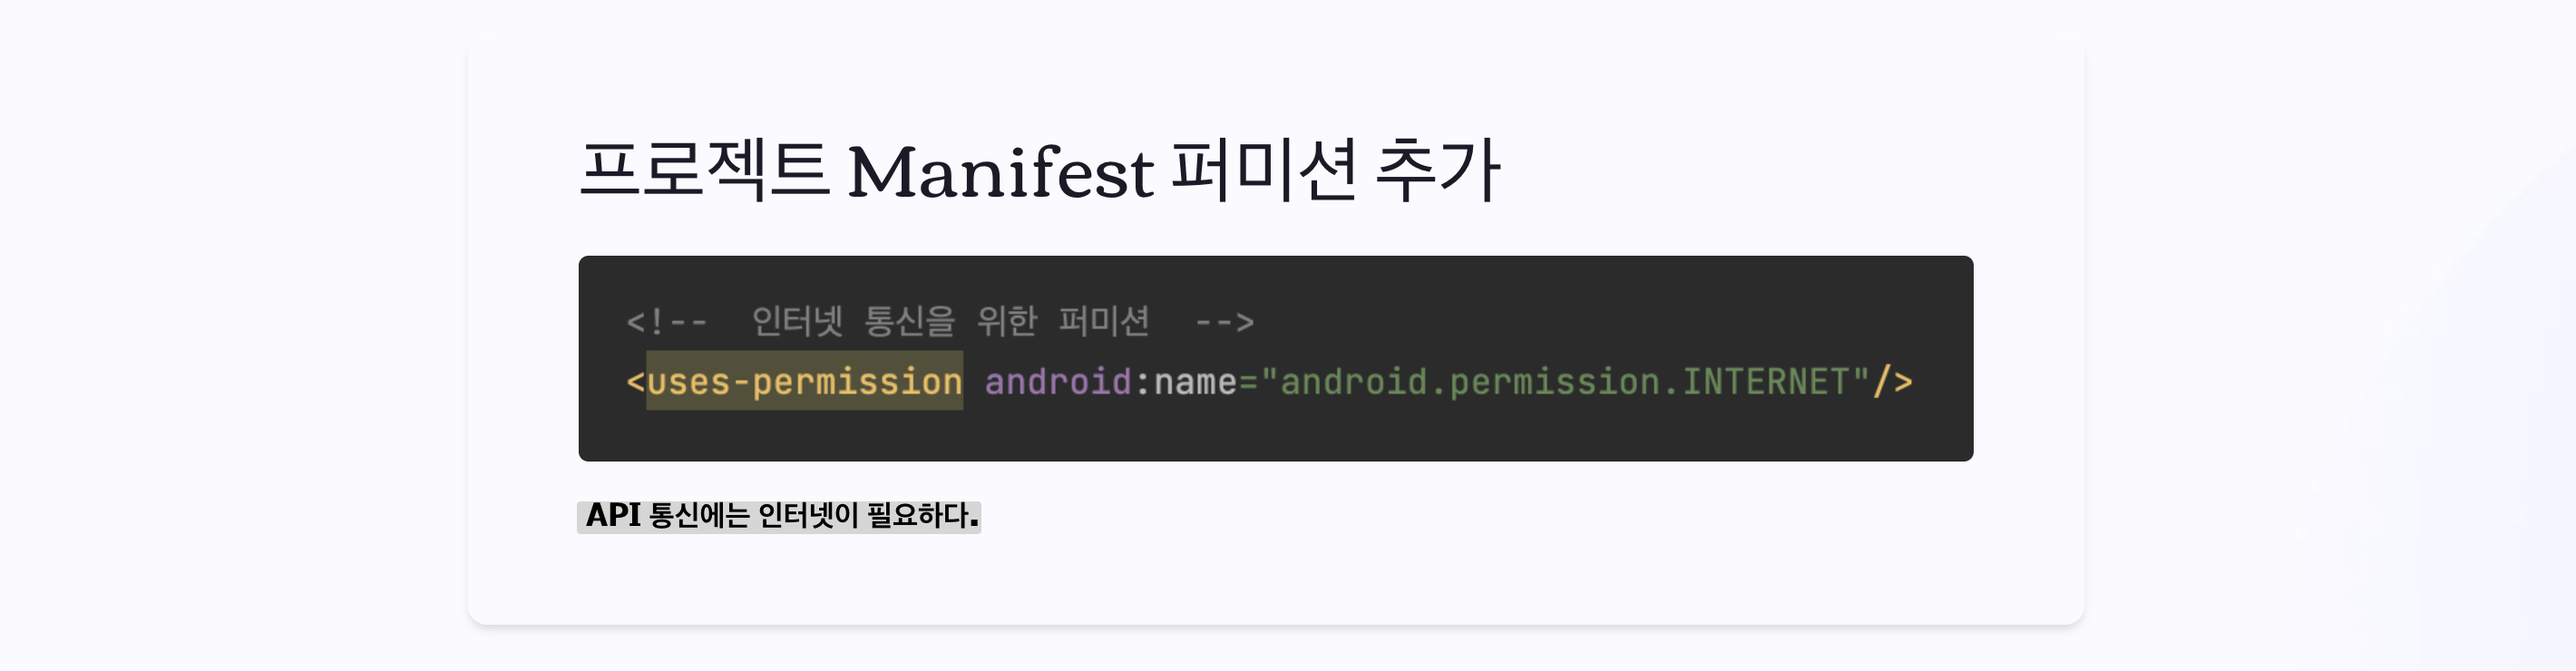 프로젝트 Manifest 퍼미션 추가
<!--  인터넷 통신을 위한 퍼미션  -->
<uses-permission android:name="android.permission.INTERNET"/>
API 통신에는 인터넷이 필요하다.